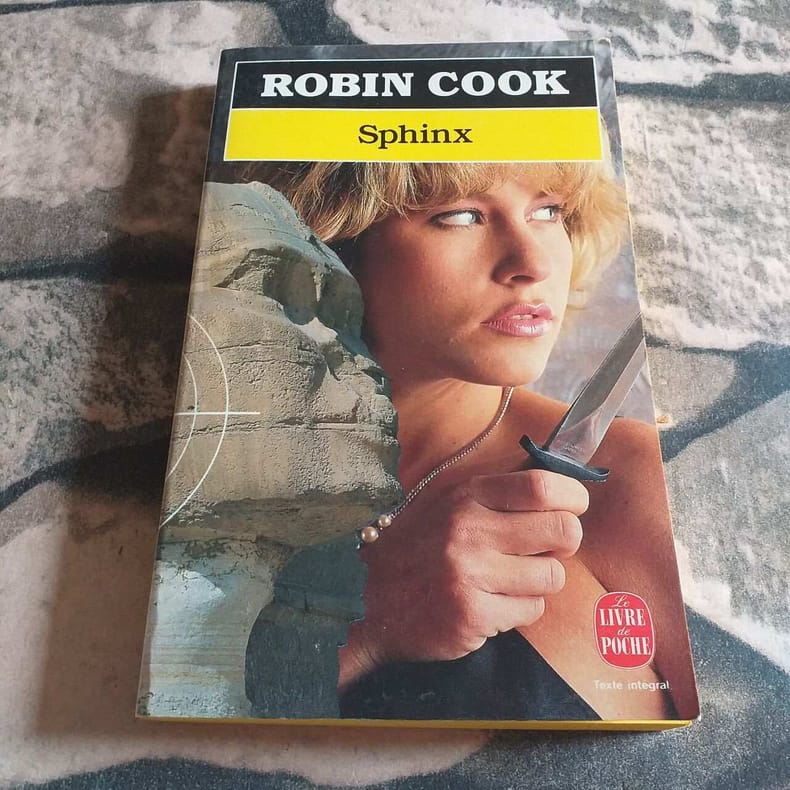 ROBIN COOK
Sphinx
Le
LIVRE
de
POCHE
Texte intégral